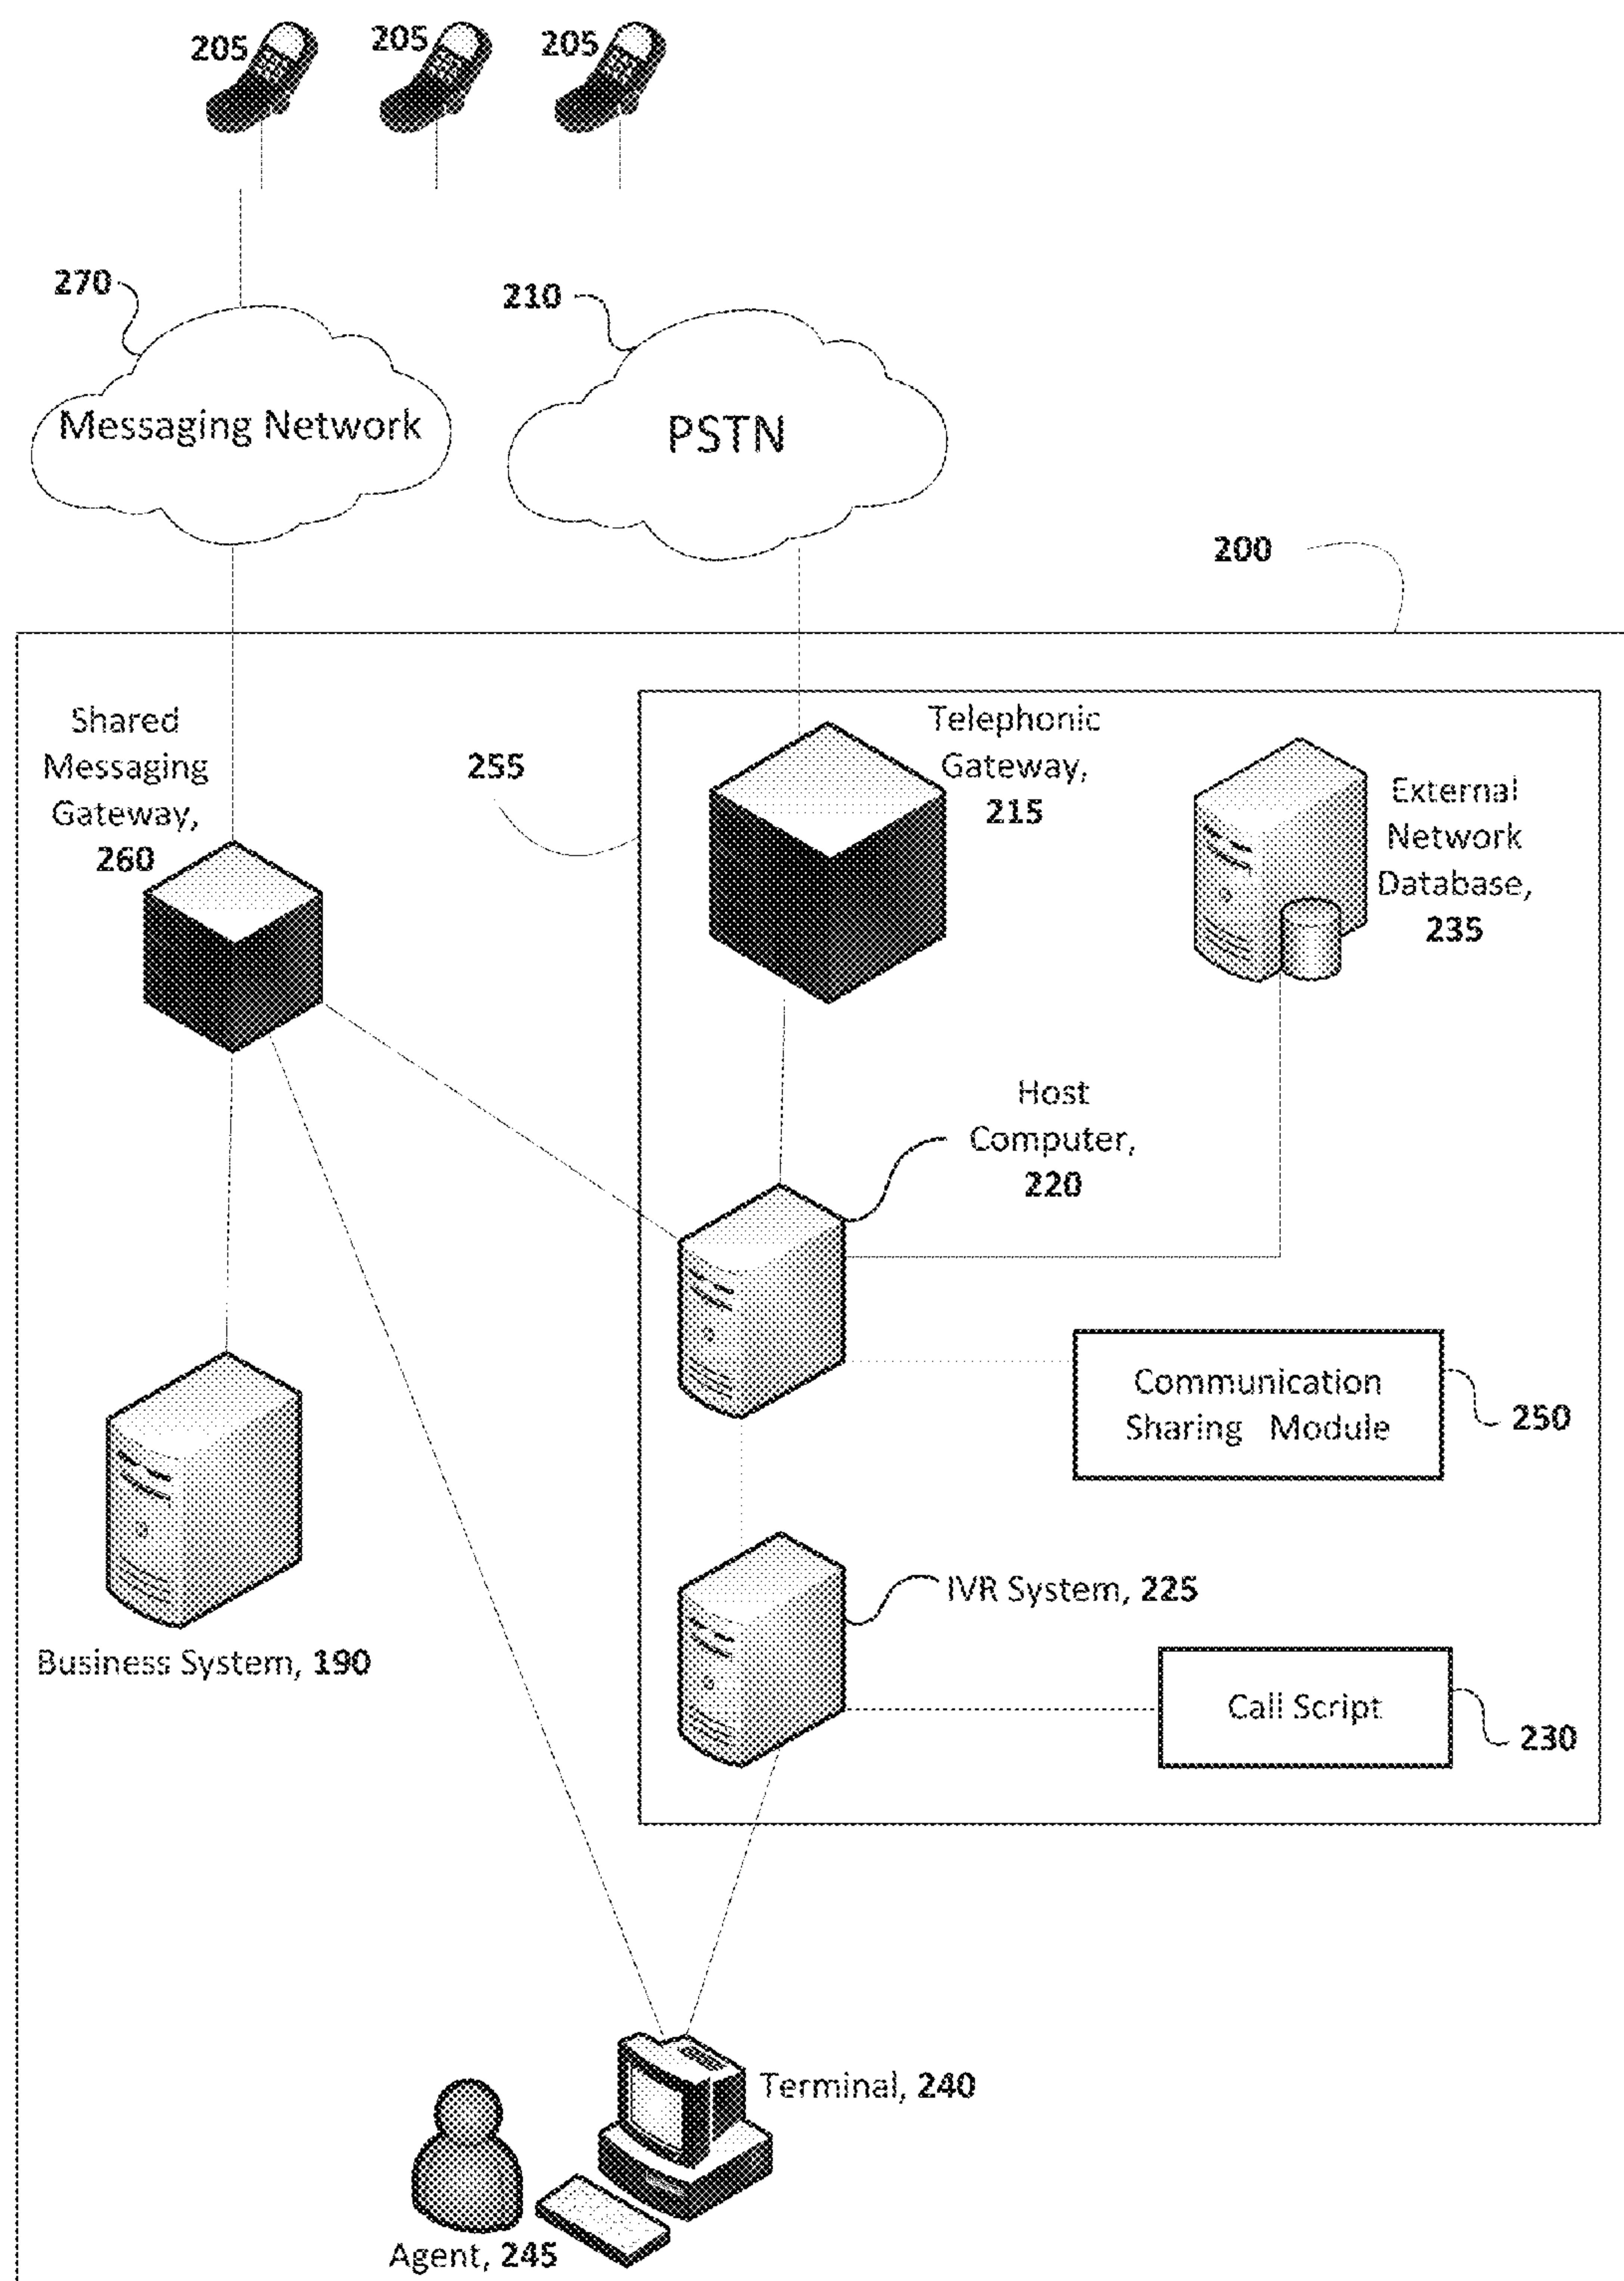 205
205
205
270
210
Messaging Network
PSTN
200
Shared
Messaging
Gateway,
260
255
Telephonic
Gateway,
215
External
Network
Database,
235
Host
Computer,
220
Communication
Sharing Module
250
IVR System, 225
Business System, 190
Call Script
230
Terminal, 240
Agent, 245